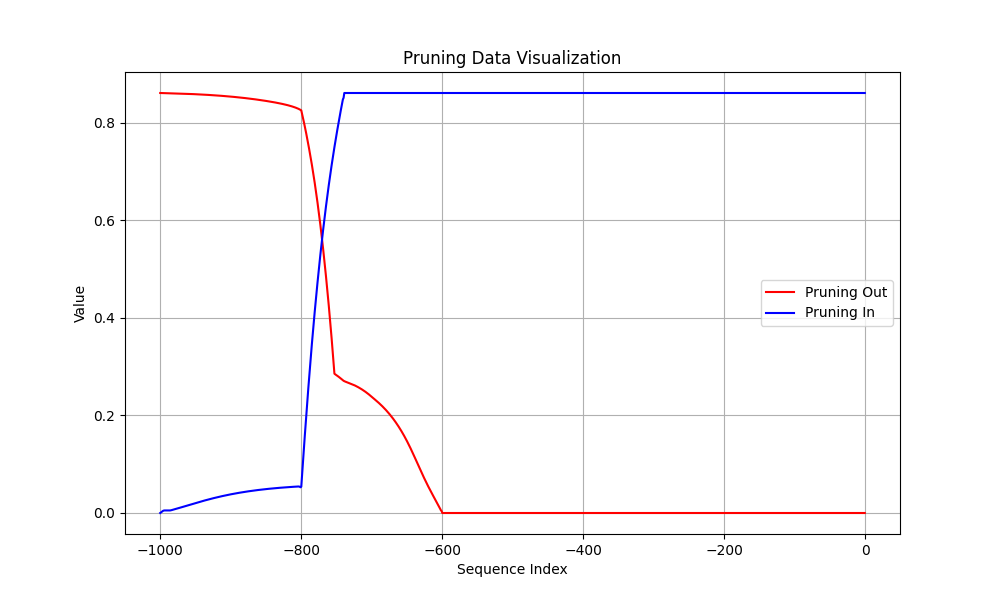 Pruning Data Visualization
Value
0.8
0.6
0.4
0.2
0.0
Pruning Out
Pruning In
−1000
−800
−600
−400
−200
0
Sequence Index